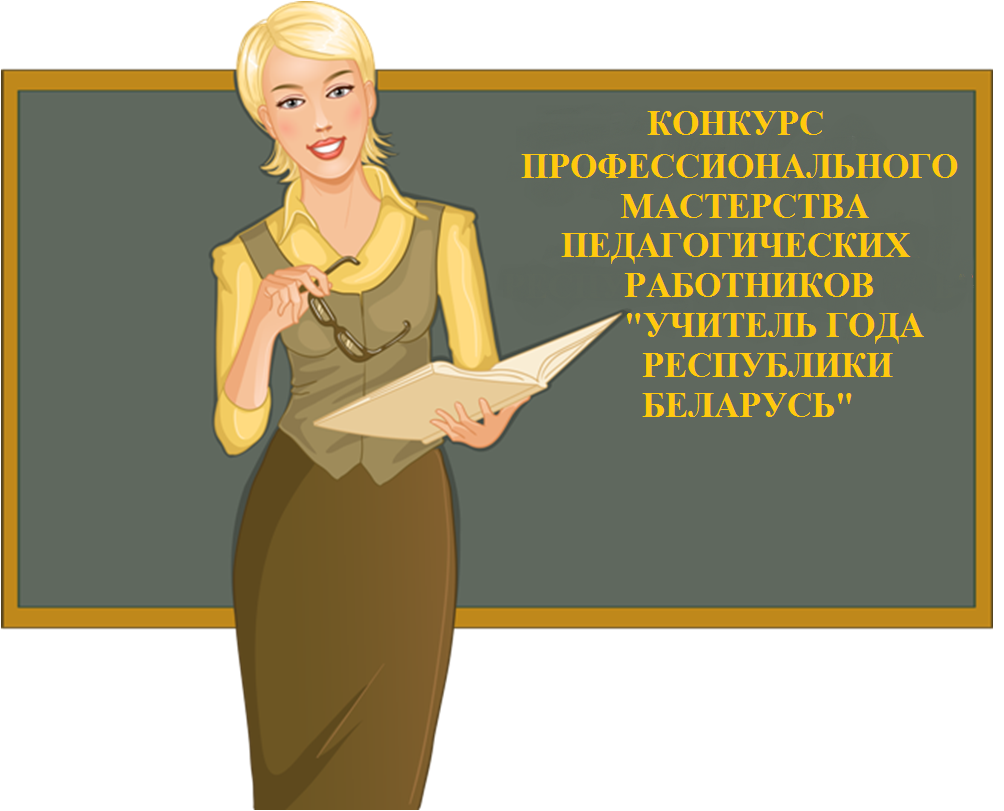 КОНКУРС
ПРОФЕССИОНАЛЬНОГО
МАСТЕРСТВА
ПЕДАГОГИЧЕСКИХ
РАБОТНИКОВ
"УЧИТЕЛЬ ГОДА
РЕСПУБЛИКИ
БЕЛАРУСЬ"